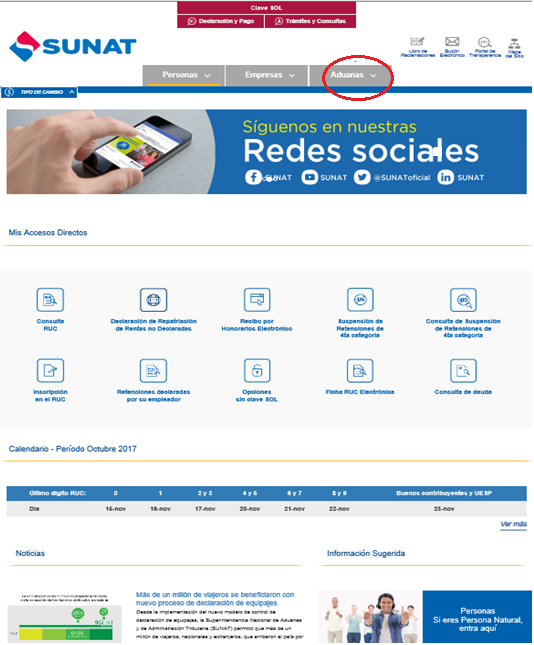 Clave SOL
Declaración y Pago
Trámites y Consultas
SUNAT
Libro de Reclamaciones
Buzón Electrónico
Portal de Transparencia
Mapa del Sitio
Personas
Empresas
Aduanas
TIPO DE CAMBIO
Síguenos en nuestras
Redes sociales
SUNAT
SUNAT
@SUNAToficial
SUNAT
Mis Accesos Directos
Consulta
RUC
Declaración de Repatriación
de Rentas no Declaradas
Recibo por
Honorarios Electrónico
Suspensión de
Retenciones de
4ta categoría
Consulta de Suspensión
de Retenciones de
4ta categoría
Inscripción
en el RUC
Retenciones declaradas
por su empleador
Opciones
sin clave SOL
Ficha RUC Electrónica
Consulta de deuda
Calendario - Período Octubre 2017
Último dígito RUC: 0 1 2 y 3 4 y 5 6 y 7 8 y 9 Buenos contribuyentes y UESP
Día 15-nov 16-nov 17-nov 20-nov 21-nov 22-nov 23-nov
Ver más
Noticias
Información Sugerida
Más de un millón de viajeros se beneficiaron con
nuevo proceso de declaración de equipajes
Desde la implementación del nuevo modelo de control de
declaración de equipajes, la Superintendencia Nacional de Aduanas
y de Administración Tributaria (SUNAT) permitió que más de un
millón de viajeros, nacionales y extranjeros, que arriben al país por
Personas
Si eres Persona Natural,
entra aquí